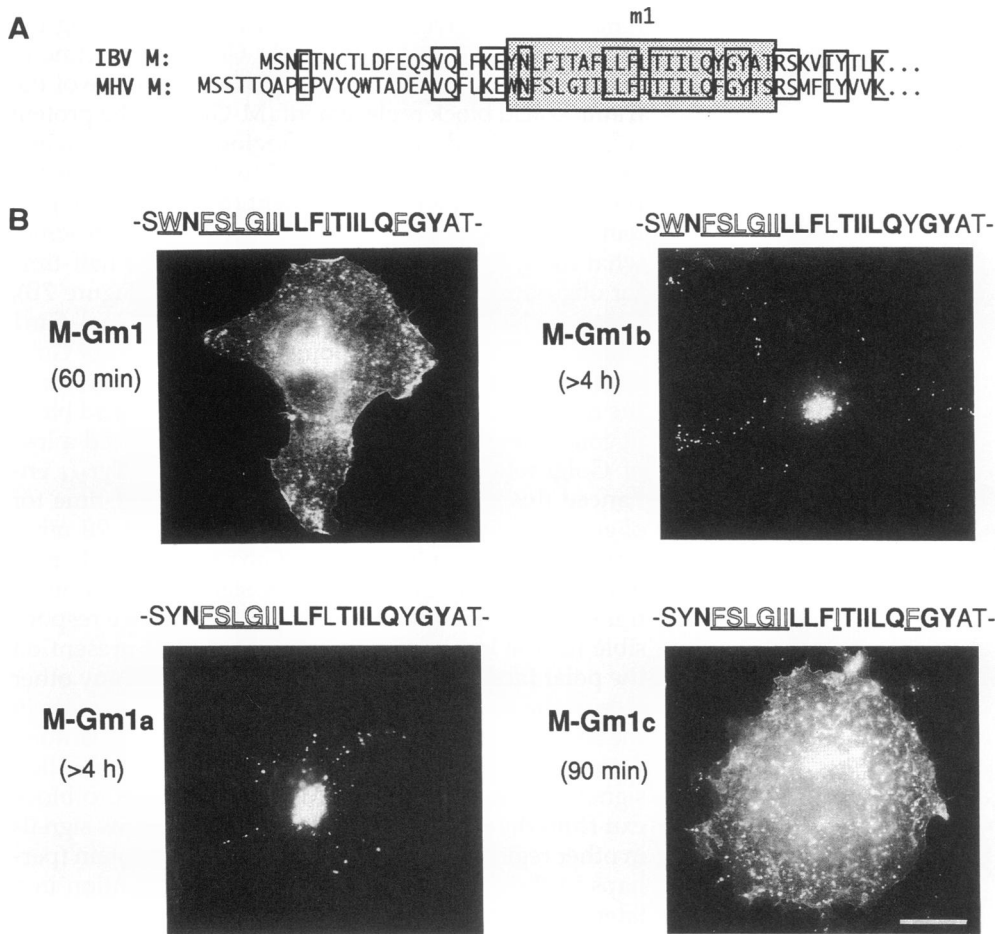 A
m1
IBV M: MSNETNCTLDFEQSVQLFKEYNLFITAFLLFLTIILQYGYATRSKVIYTLK...
MHV M: MSSTTQAPEPVYQWTADEAVQFLKEWNFSLGIILLFITIILQFGYTSRSMFIYVVK...
B
-SWNFSLGIILLFITIILQFGYAT-
-SWNFSLGIILLFLTIILQYGYAT-
M-Gm1
(60 min)
M-Gm1b
(>4 h)
-SYNFSLGIILLFLTIILQYGYAT-
-SYNFSLGIILLFITIILQFGYAT-
M-Gm1a
(>4 h)
M-Gm1c
(90 min)